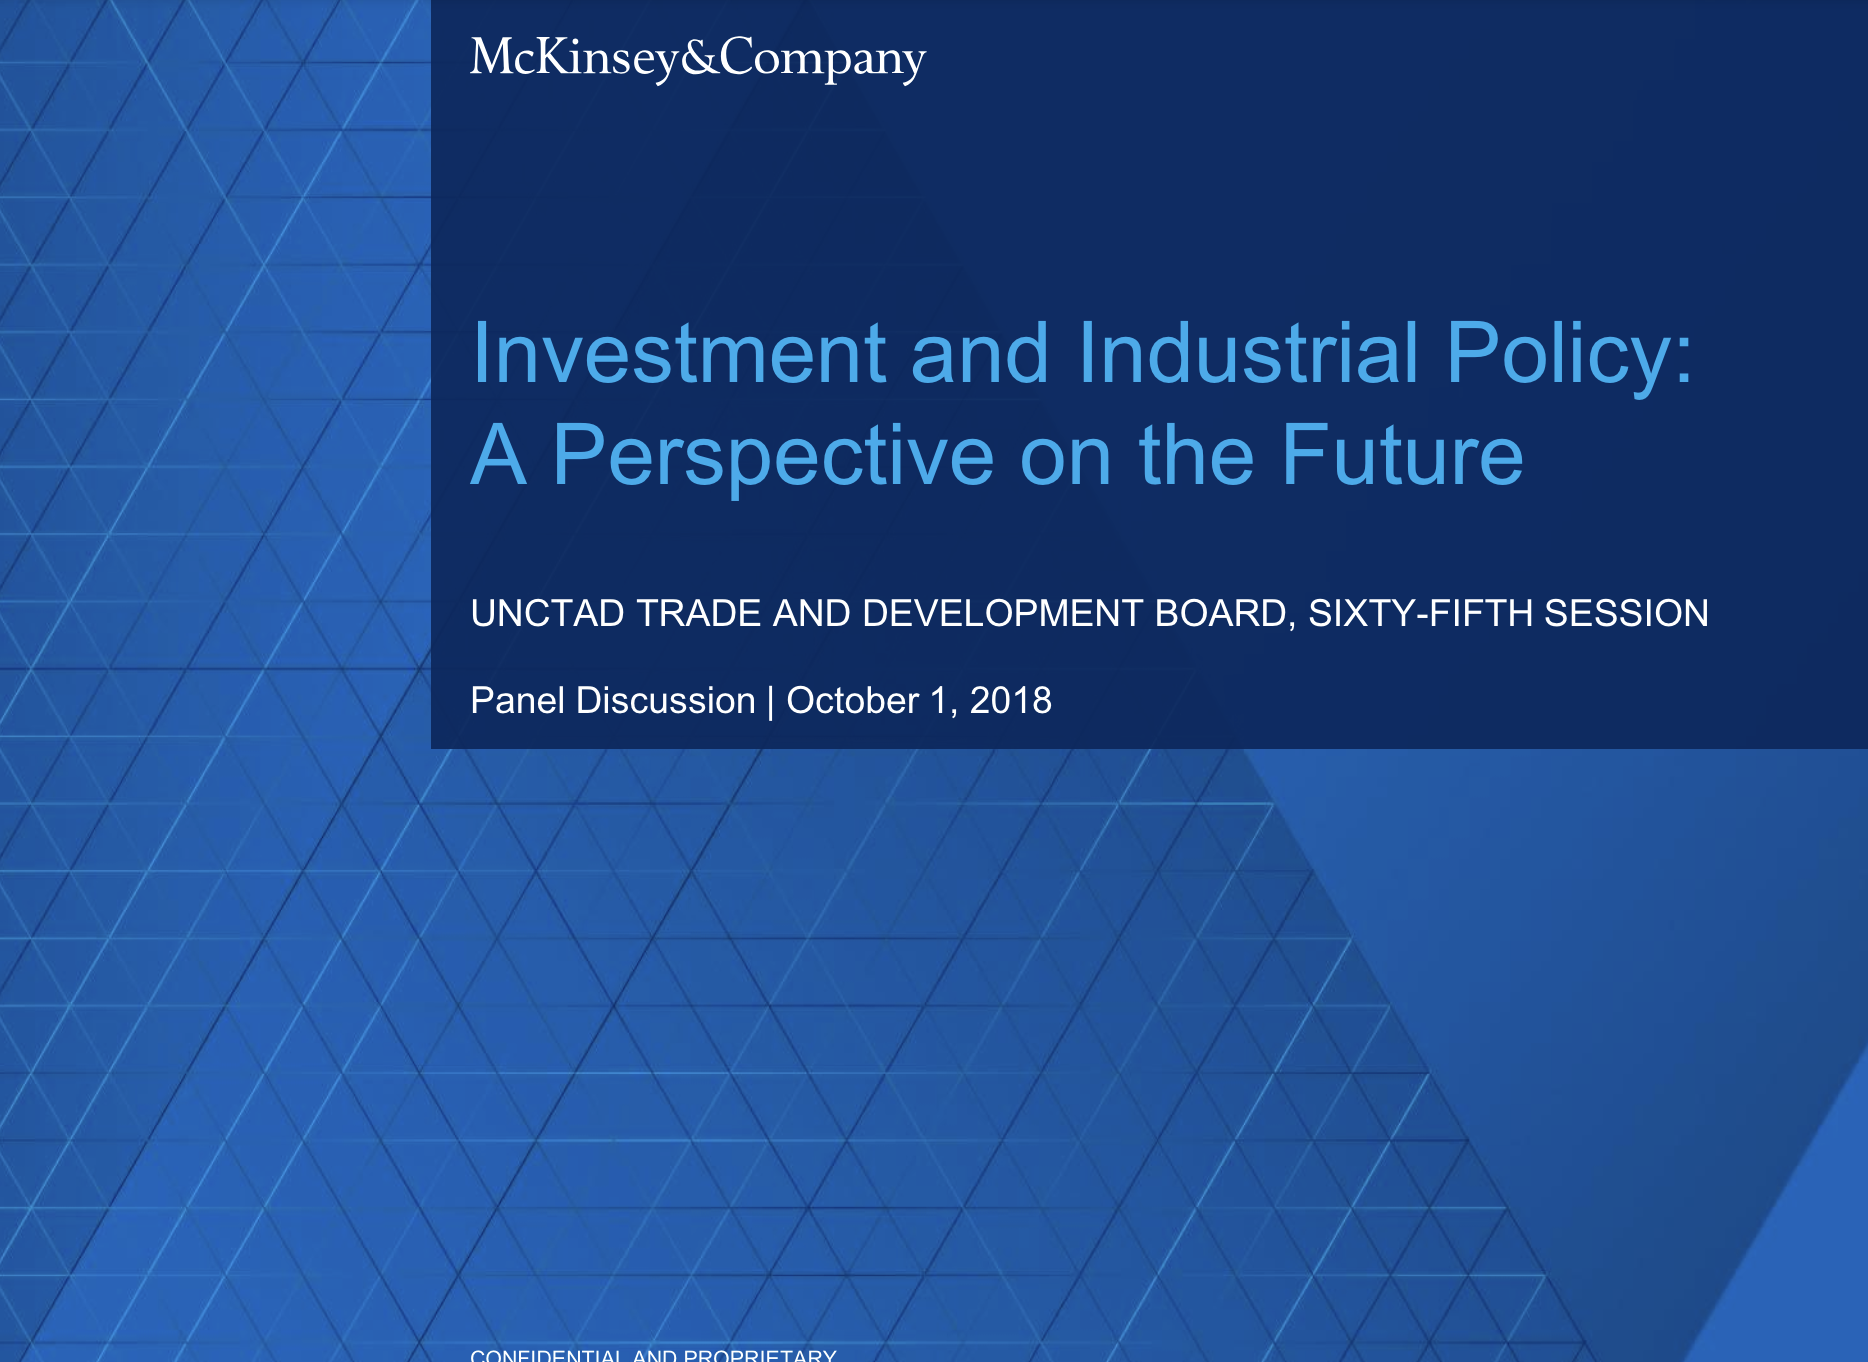 McKinsey&Company
Investment and Industrial Policy:
A Perspective on the Future
UNCTAD TRADE AND DEVELOPMENT BOARD, SIXTY-FIFTH SESSION
Panel Discussion | October 1, 2018
CONFIDENTIAL AND PROPRIETARY